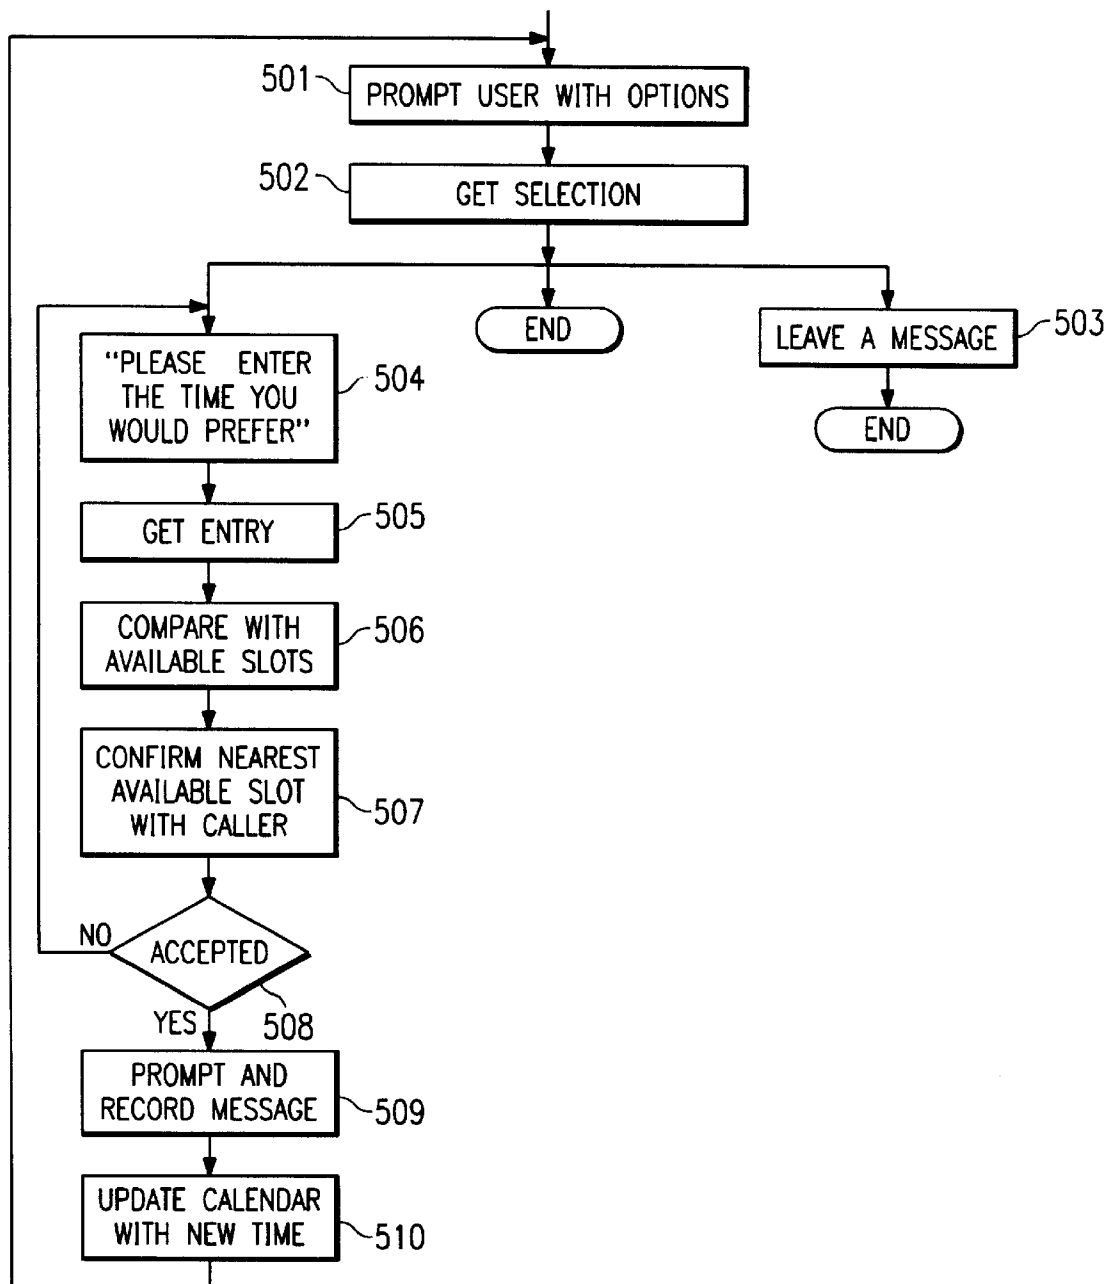 501
PROMPT USER WITH OPTIONS
502
GET SELECTION
END
LEAVE A MESSAGE
503
END
"PLEASE ENTER
THE TIME YOU
WOULD PREFER"
504
GET ENTRY
505
COMPARE WITH
AVAILABLE SLOTS
506
CONFIRM NEAREST
AVAILABLE SLOT
WITH CALLER
507
NO
ACCEPTED
508
YES
PROMPT AND
RECORD MESSAGE
509
UPDATE CALENDAR
WITH NEW TIME
510